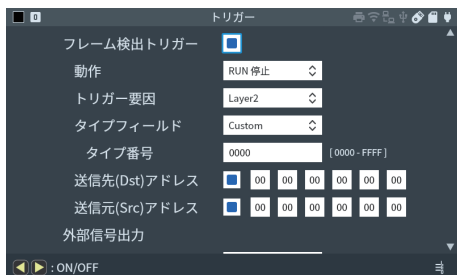 0 トリガー
フレーム検出トリガー
動作 RUN 停止
トリガー要因 Layer2
タイプフィールド Custom
タイプ番号 0000 [ 0000 - FFFF ]
送信先(Dst)アドレス 00 00 00 00 00 00
送信元(Src)アドレス 00 00 00 00 00 00
外部信号出力
: ON/OFF